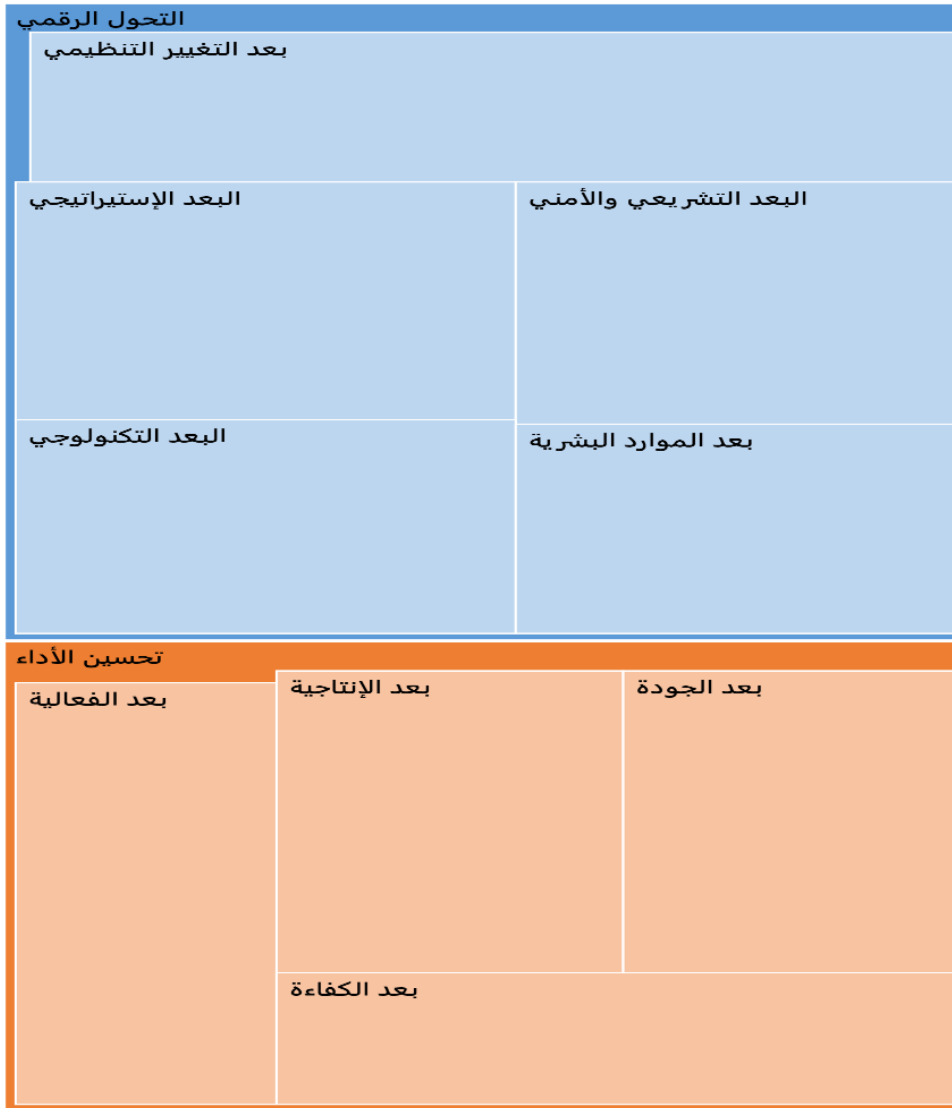 التحول الرقمي
بعد التغيير التنظيمي
البعد التشريعي والأمني
البعد الإستيراتيجي
بعد الموارد البشرية
البعد التكنولوجي
تحسين الأداء
بعد الجودة
بعد الإنتاجية
بعد الفعالية
بعد الكفاءة